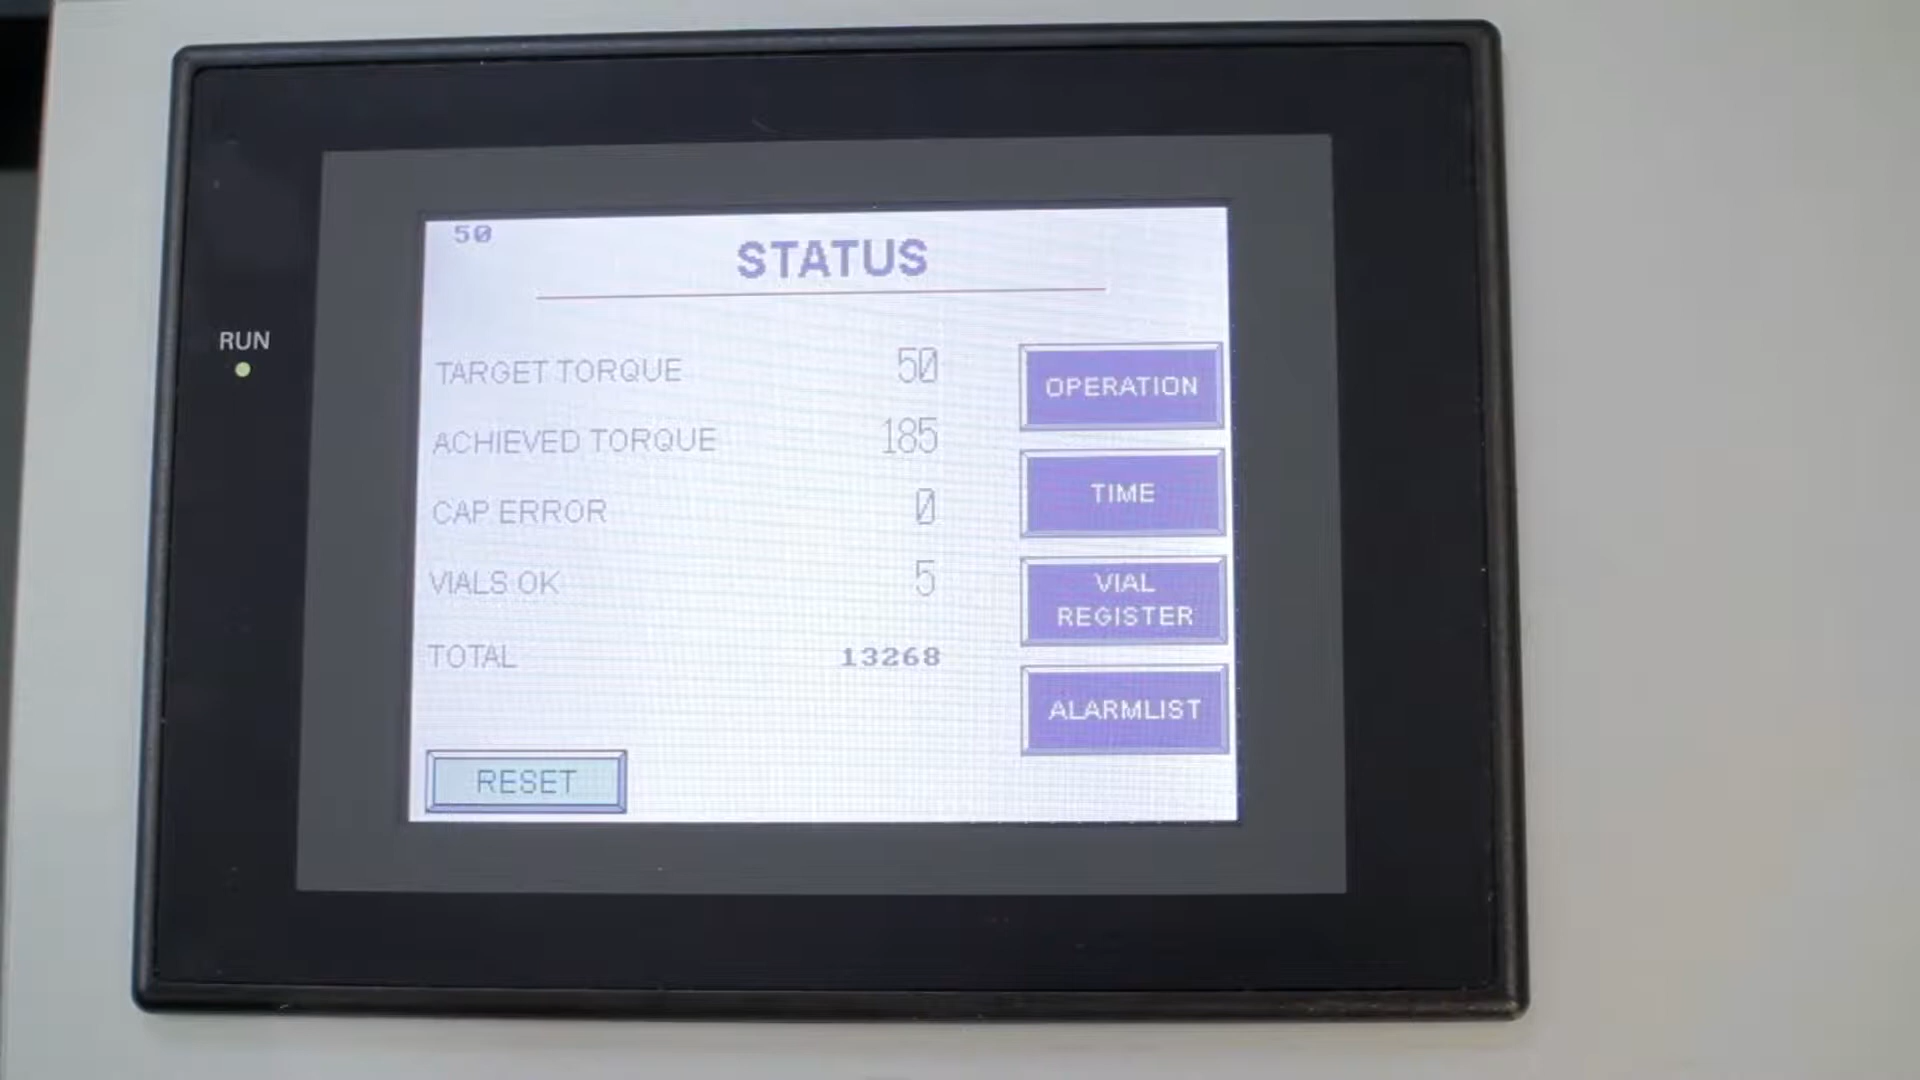 50
STATUS
RUN
TARGET TORQUE 50
OPERATION
ACHIEVED TORQUE 185
TIME
CAP ERROR 0
VIALS OK 5
VIAL
REGISTER
TOTAL 13268
ALARMLIST
RESET